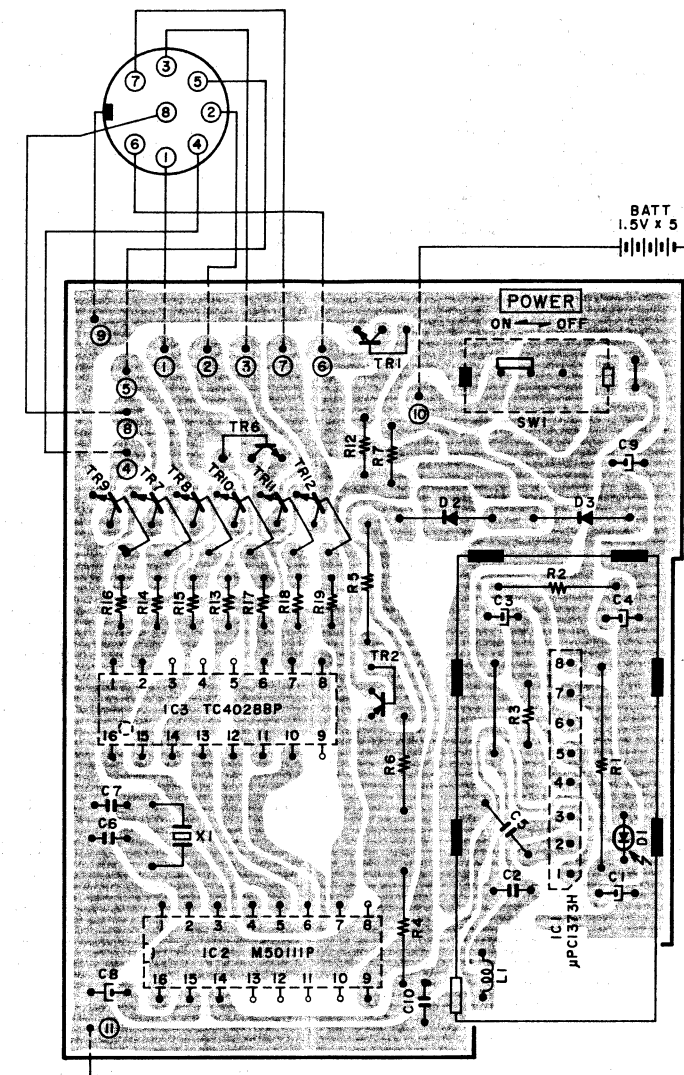 3
7
5
8
2
6
4
1
BATT
1.5V x 5
POWER
ON OFF
9
1
2
3
7
6
TR1
5
8
4
10
SW1
TR6
R12
R7
C9
TR9
TR7
TR8
TR10
TR11
TR12
D2
D3
R16
R14
R15
R13
R17
R18
R19
R5
R2
C3
C4
TR2
1 2 3 4 5 6 7 8
IC3 TC4028BP
16 15 14 13 12 11 10 9
R6
R3
8
7
6
5
4
3
2
1
R1
C7
C6
X1
C5
D1
C2
C1
IC1
µPC1373H
1 2 3 4 5 6 7 8
IC2 M50111P
16 15 14 13 12 11 10 9
R4
C8
C10
L1
11